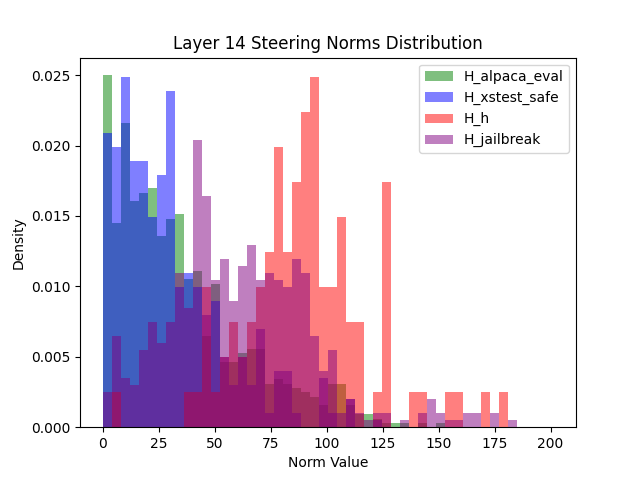 Layer 14 Steering Norms Distribution
H_alpaca_eval
H_xstest_safe
H_h
H_jailbreak
0.025
0.020
0.015
0.010
0.005
0.000
Density
0 25 50 75 100 125 150 175 200
Norm Value